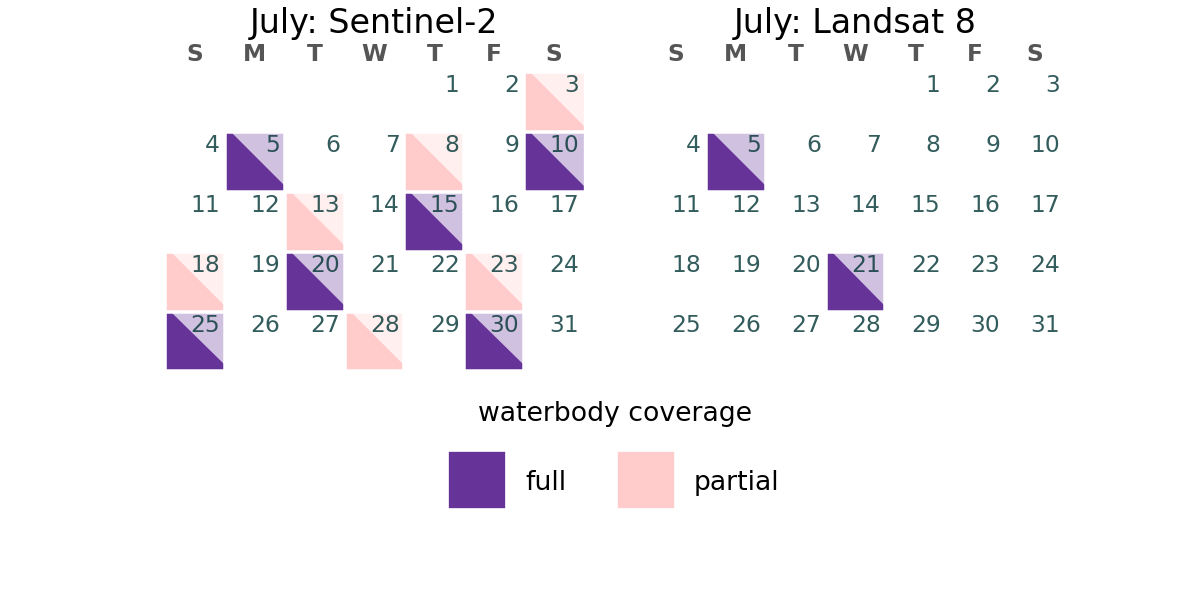 July: Sentinel-2
S M T W T F S
1 2 3
4 5 6 7 8 9 10
11 12 13 14 15 16 17
18 19 20 21 22 23 24
25 26 27 28 29 30 31
July: Landsat 8
S M T W T F S
1 2 3
4 5 6 7 8 9 10
11 12 13 14 15 16 17
18 19 20 21 22 23 24
25 26 27 28 29 30 31
waterbody coverage
full
partial